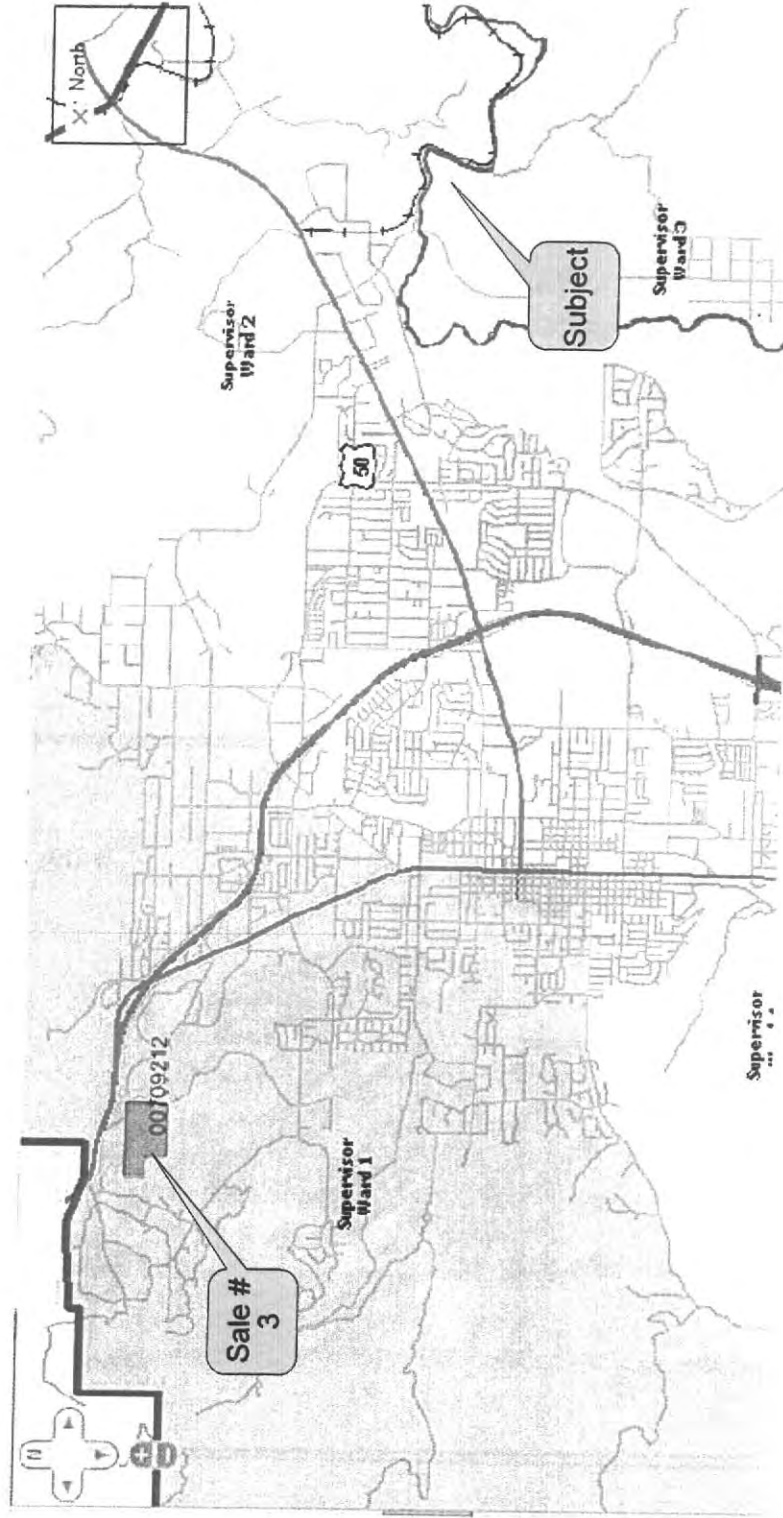 N
X North
Supervisor
Ward 2
50
Subject
Supervisor
Ward 3
00709212
Sale #
3
Supervisor
Ward 1
Supervisor